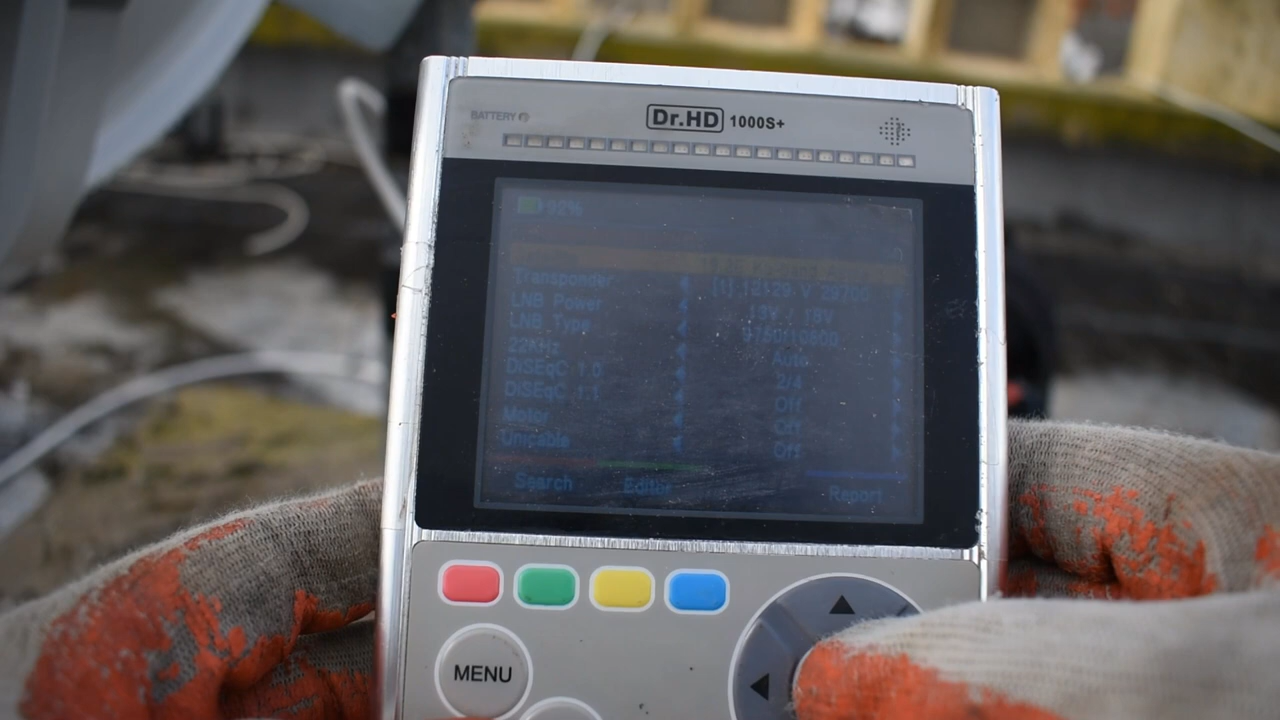 BATTERY
Dr.HD 1000S+
92%
Transponder [1] 12129 V
LNB Power 13V / 18V
LNB Type 9750/10600
22KHz Auto
DiSEqC 1.0 2/4
DiSEqC 1.1 Off
Motor Off
Unicable Off
Search Editor Report
MENU